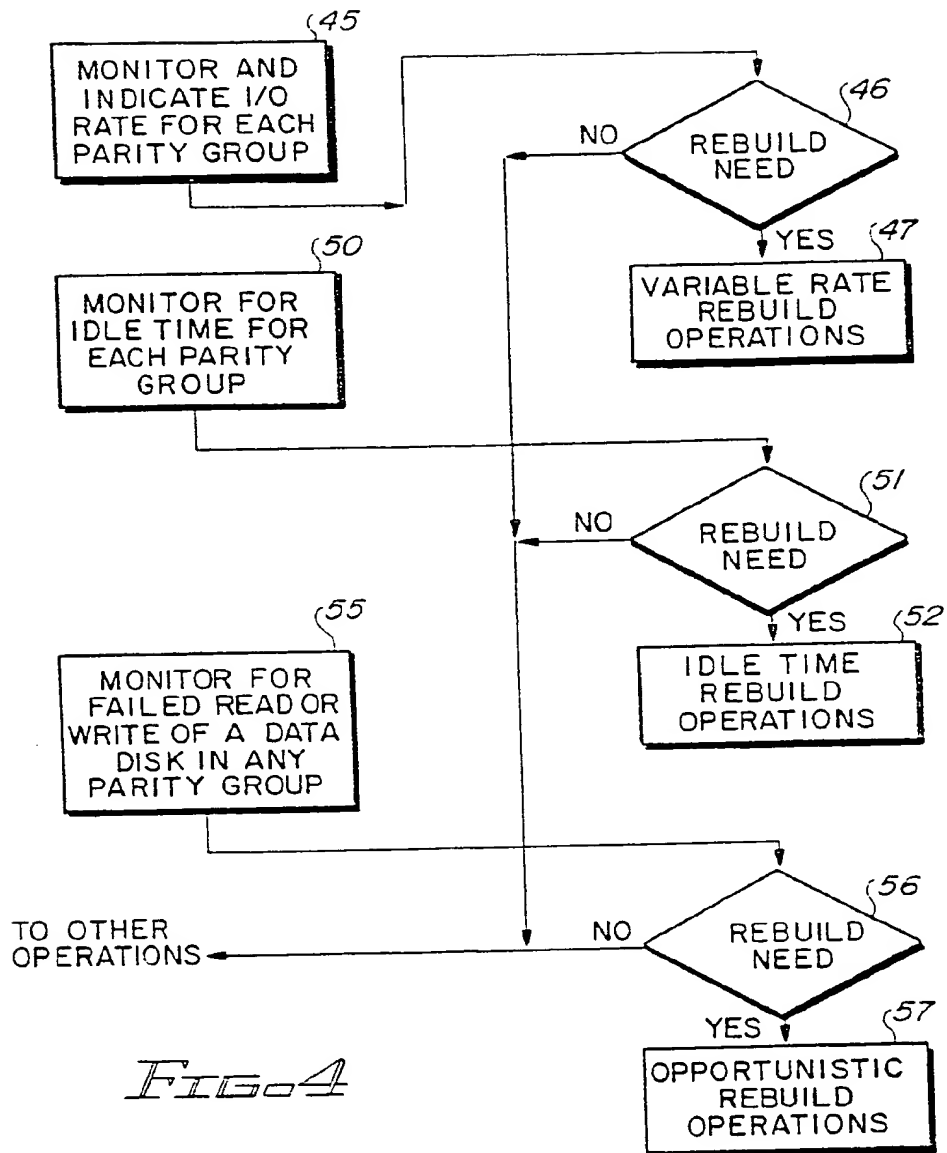 45
MONITOR AND
INDICATE I/O
RATE FOR EACH
PARITY GROUP
46
REBUILD
NEED
NO
YES
47
VARIABLE RATE
REBUILD
OPERATIONS
50
MONITOR FOR
IDLE TIME FOR
EACH PARITY
GROUP
51
REBUILD
NEED
NO
YES
52
IDLE TIME
REBUILD
OPERATIONS
55
MONITOR FOR
FAILED READ OR
WRITE OF A DATA
DISK IN ANY
PARITY GROUP
56
REBUILD
NEED
NO
TO OTHER
OPERATIONS
YES
57
OPPORTUNISTIC
REBUILD
OPERATIONS
FIG. 4